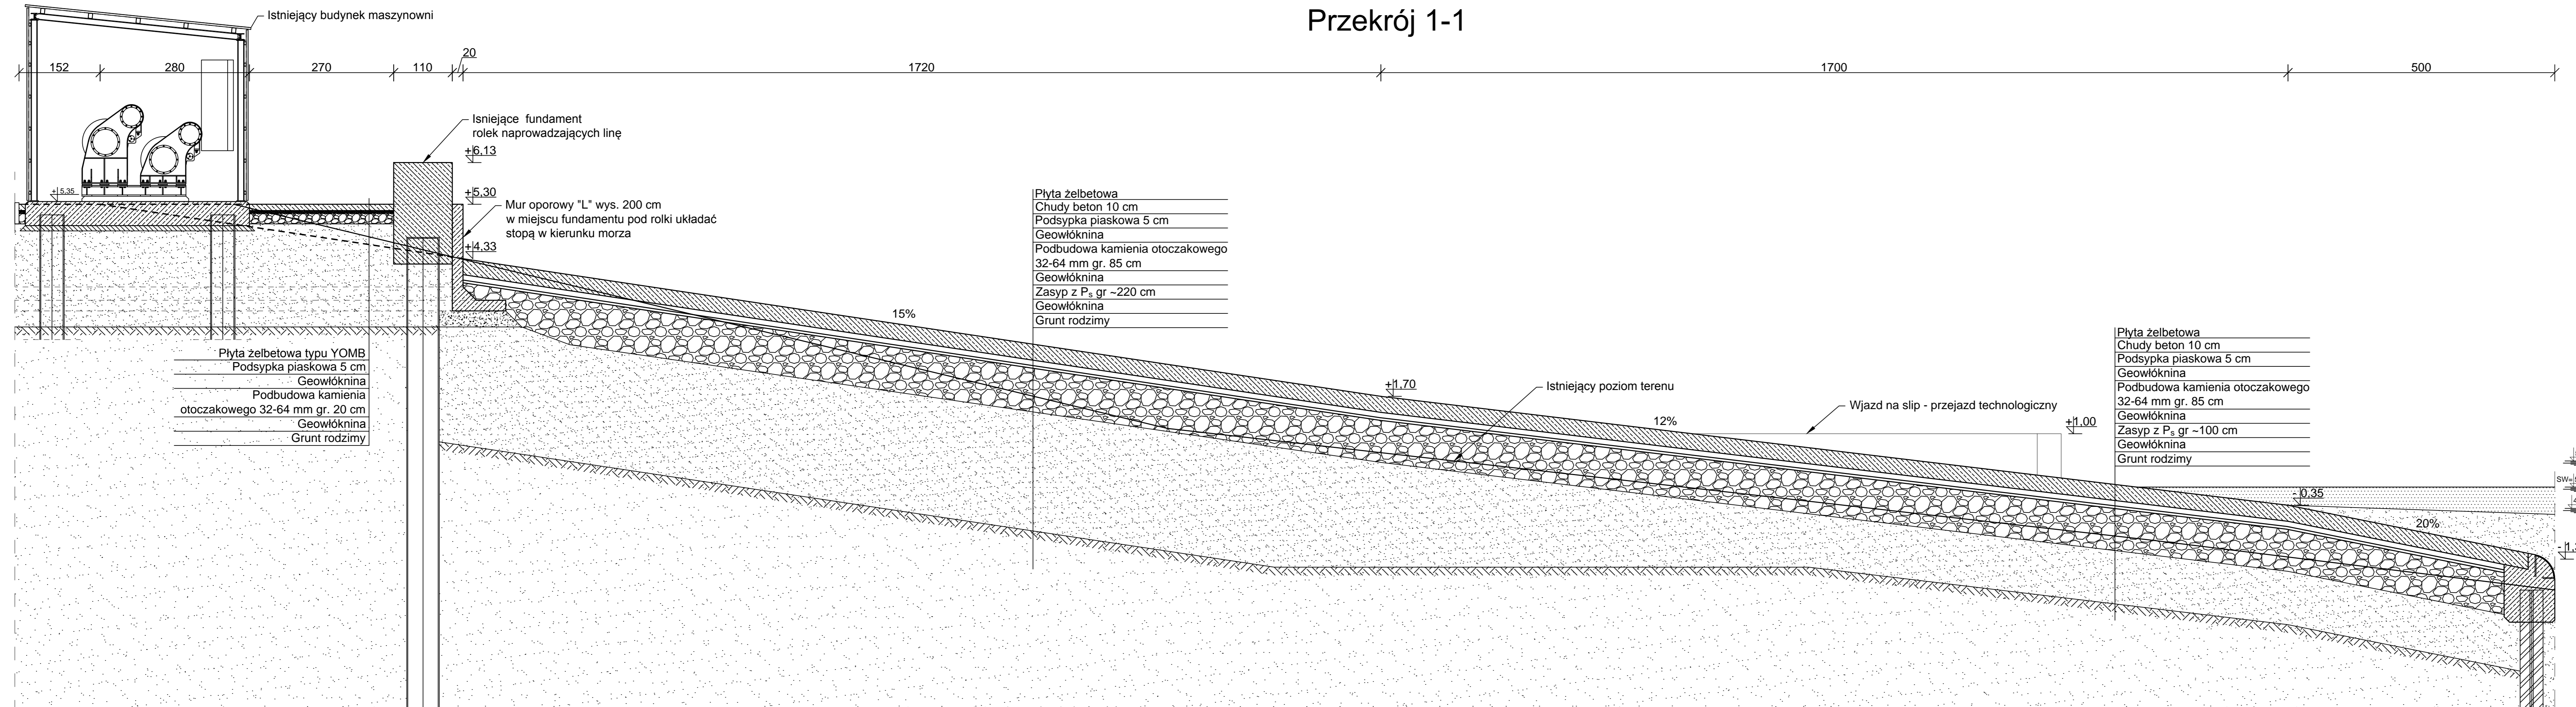 Przekrój 1-1
Istniejący budynek maszynowni
152
280
270
110
20
1720
1700
500
Isniejące fundament
rolek naprowadzających linę
+6,13
+5,30
+5,35
Mur oporowy "L" wys. 200 cm
w miejscu fundamentu pod rolki układać
stopą w kierunku morza
+4,33
Płyta żelbetowa
Chudy beton 10 cm
Podsypka piaskowa 5 cm
Geowłóknina
Podbudowa kamienia otoczakowego
32-64 mm gr. 85 cm
Geowłóknina
Zasyp z Ps gr ~220 cm
Geowłóknina
Grunt rodzimy
15%
Płyta żelbetowa typu YOMB
Podsypka piaskowa 5 cm
Geowłóknina
Podbudowa kamienia
otoczakowego 32-64 mm gr. 20 cm
Geowłóknina
Grunt rodzimy
+1,70
Istniejący poziom terenu
12%
Wjazd na slip - przejazd technologiczny
+1,00
Płyta żelbetowa
Chudy beton 10 cm
Podsypka piaskowa 5 cm
Geowłóknina
Podbudowa kamienia otoczakowego
32-64 mm gr. 85 cm
Geowłóknina
Zasyp z Ps gr ~100 cm
Geowłóknina
Grunt rodzimy
- 0,35
20%